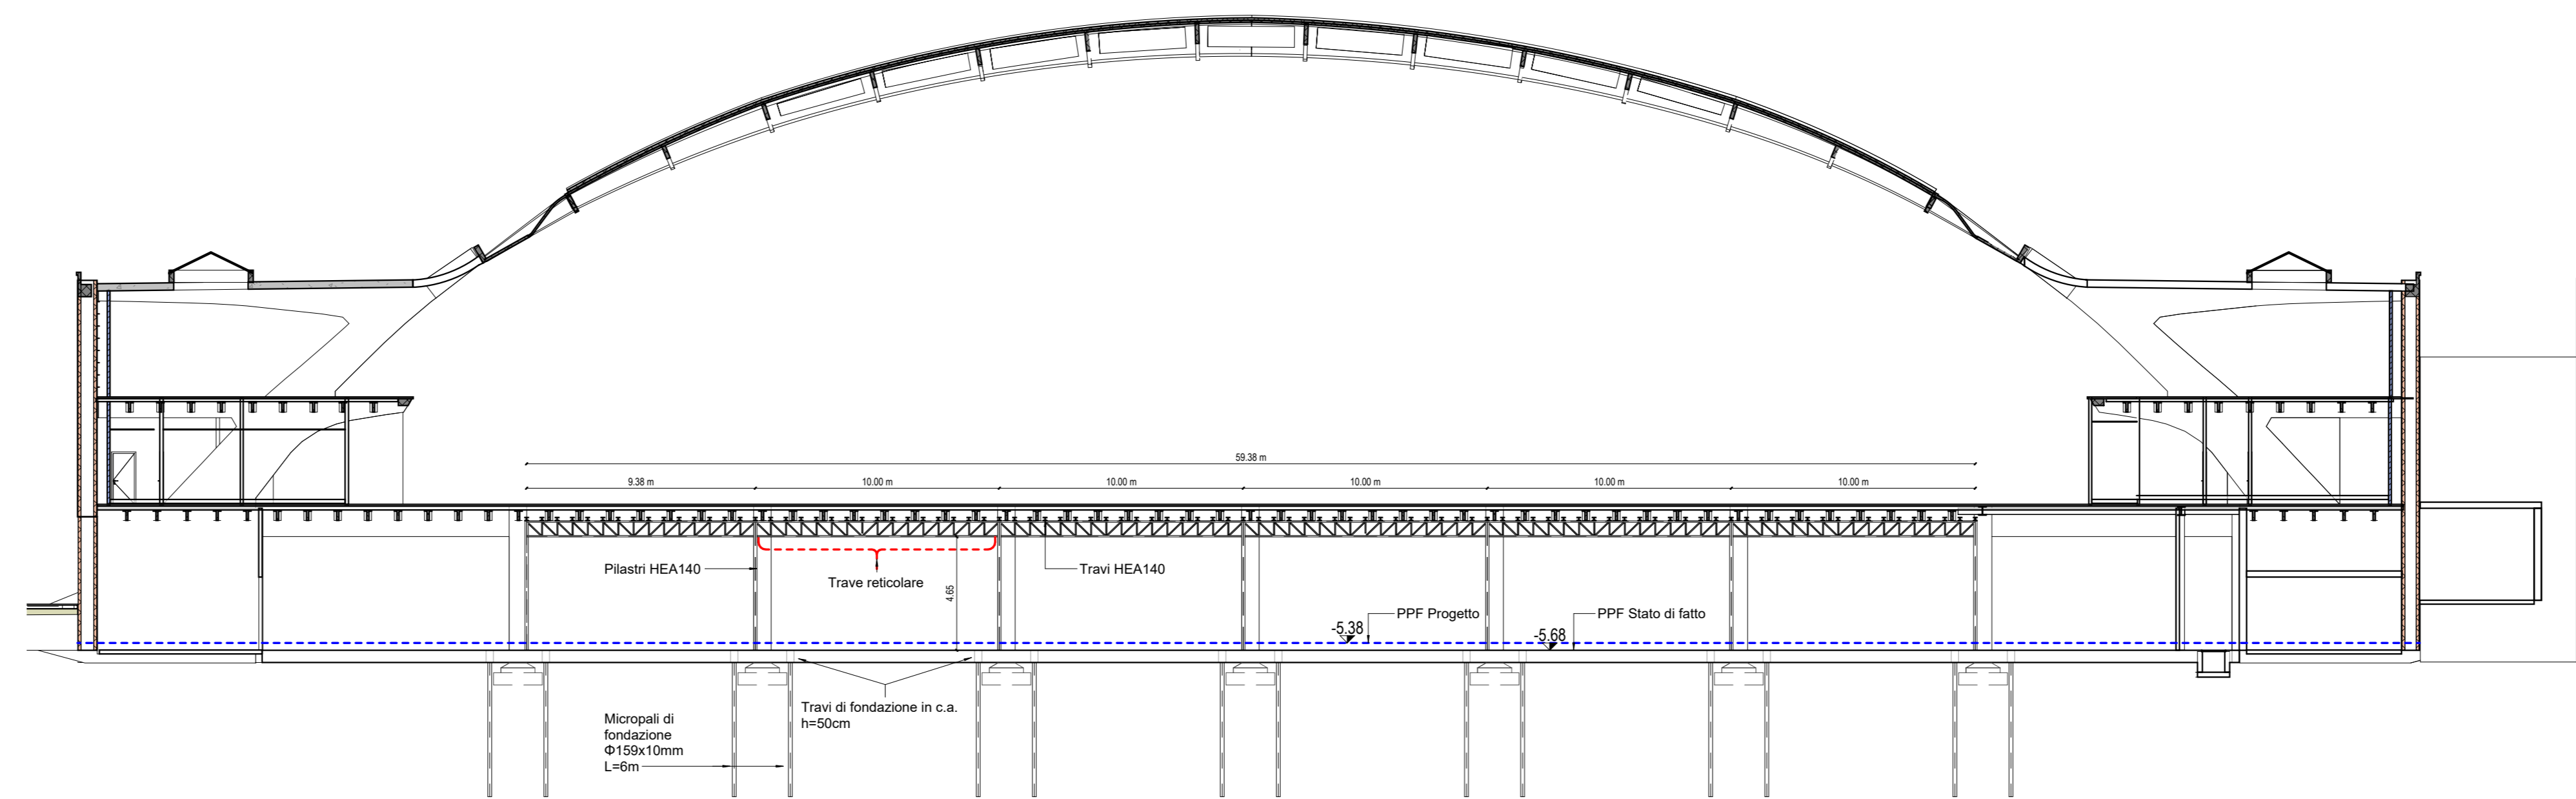 59.38 m
9.38 m
10.00 m
10.00 m
10.00 m
10.00 m
10.00 m
Pilastri HEA140
Trave reticolare
4.65
Travi HEA140
PPF Progetto
-5.38
PPF Stato di fatto
-5.68
Micropali di
fondazione
Φ159x10mm
L=6m
Travi di fondazione in c.a.
h=50cm